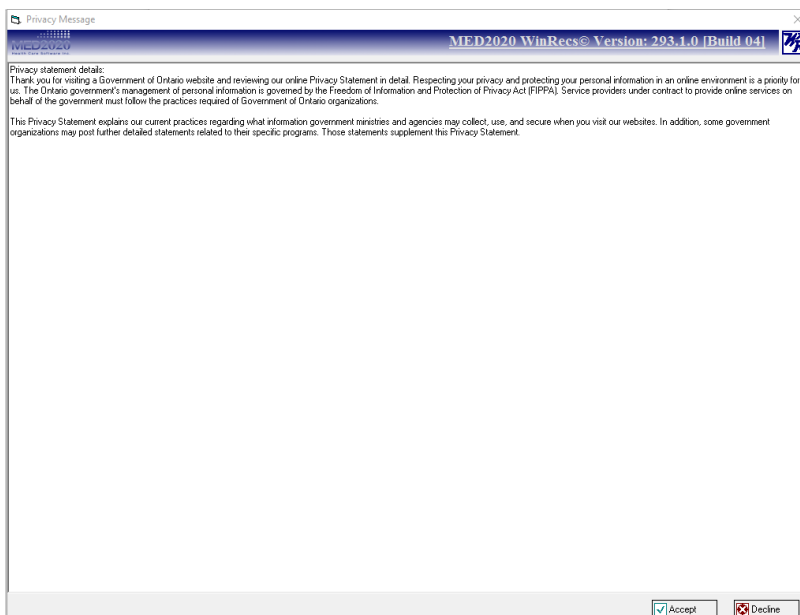 Privacy Message
MED2020
Health Care Software Inc.
MED2020 WinRecs© Version: 293.1.0 [Build 04]
WR
Privacy statement details:
Thank you for visiting a Government of Ontario website and reviewing our online Privacy Statement in detail. Respecting your privacy and protecting your personal information in an online environment is a priority for
us. The Ontario government's management of personal information is governed by the Freedom of Information and Protection of Privacy Act (FIPPA). Service providers under contract to provide online services on
behalf of the government must follow the practices required of Government of Ontario organizations.
This Privacy Statement explains our current practices regarding what information government ministries and agencies may collect, use, and secure when you visit our websites. In addition, some government
organizations may post further detailed statements related to their specific programs. Those statements supplement this Privacy Statement.
Accept
Decline